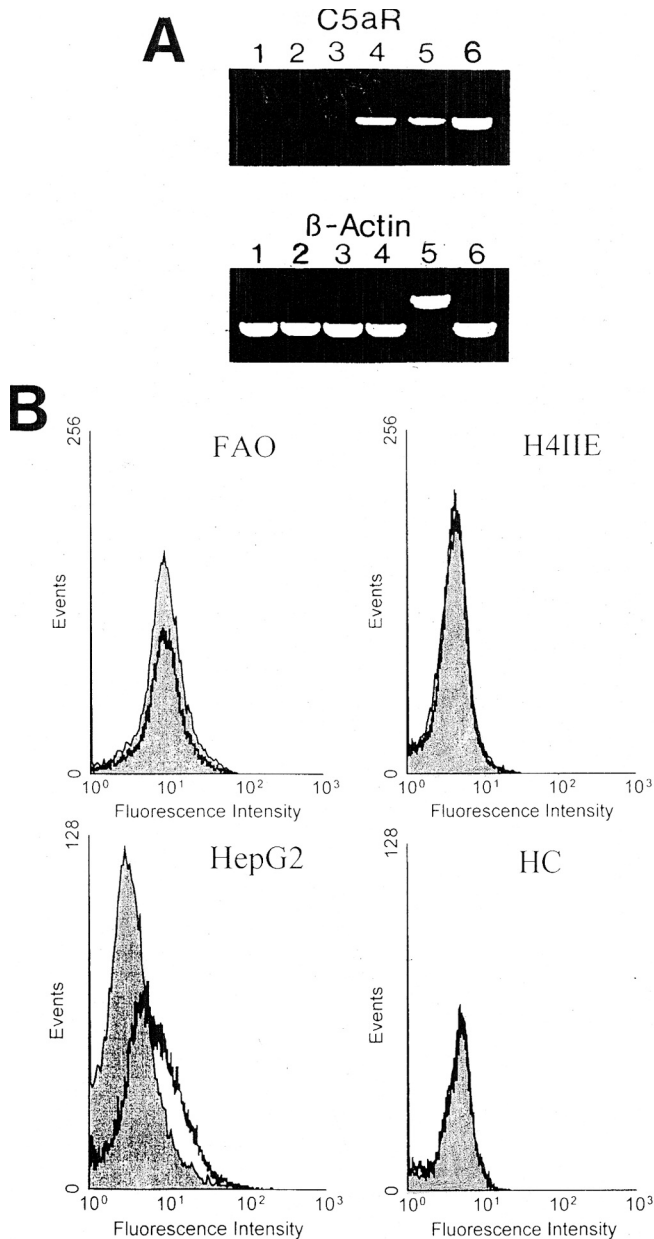 A
C5aR
1 2 3 4 5 6
ß-Actin
1 2 3 4 5 6
B
256
FAO
Events
0
10⁰ 10¹ 10² 10³
Fluorescence Intensity
256
H4IIE
Events
0
10⁰ 10¹ 10² 10³
Fluorescence Intensity
128
HepG2
Events
0
10⁰ 10¹ 10² 10³
Fluorescence Intensity
128
HC
Events
0
10⁰ 10¹ 10² 10³
Fluorescence Intensity